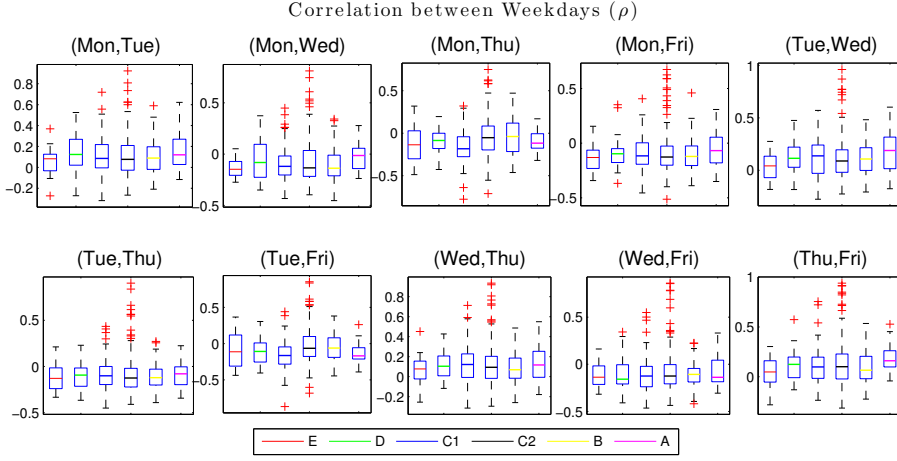 Correlation between Weekdays (ρ)
(Mon,Tue) (Mon,Wed) (Mon,Thu) (Mon,Fri) (Tue,Wed)
0.8 0.6 0.4 0.2 0 −0.2
0.5 0 −0.5
0.5 0 −0.5
0.5 0 −0.5
1 0.5 0
(Tue,Thu) (Tue,Fri) (Wed,Thu) (Wed,Fri) (Thu,Fri)
0.5 0 −0.5
0.5 0 −0.5
0.8 0.6 0.4 0.2 0 −0.2
0.5 0 −0.5
1 0.5 0
E D C1 C2 B A